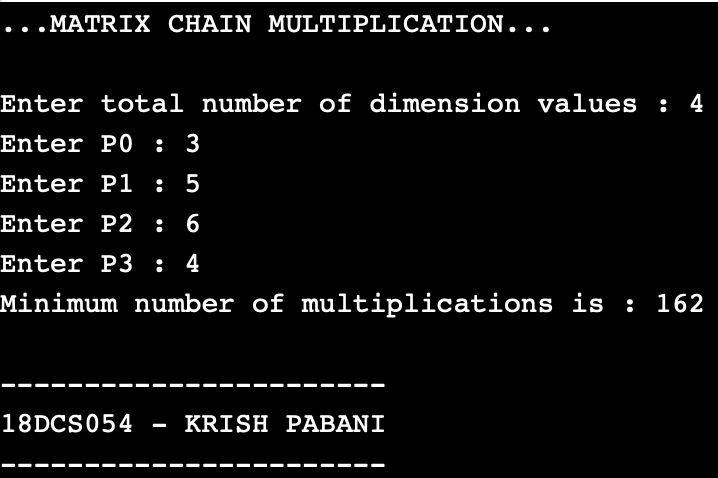 ...MATRIX CHAIN MULTIPLICATION...
Enter total number of dimension values : 4
Enter P0 : 3
Enter P1 : 5
Enter P2 : 6
Enter P3 : 4
Minimum number of multiplications is : 162
-----------------------
18DCS054 - KRISH PABANI
-----------------------